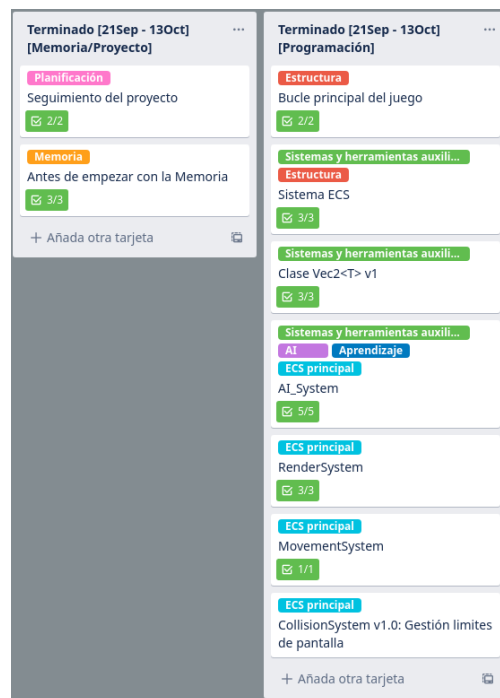 Terminado [21Sep - 13Oct]
[Memoria/Proyecto]
Planificación
Seguimiento del proyecto
2/2
Memoria
Antes de empezar con la Memoria
3/3
Añada otra tarjeta
Terminado [21Sep - 13Oct]
[Programación]
Estructura
Bucle principal del juego
2/2
Sistemas y herramientas auxili...
Estructura
Sistema ECS
3/3
Sistemas y herramientas auxili...
Clase Vec2<T> v1
3/3
Sistemas y herramientas auxili...
AI Aprendizaje
ECS principal
AI_System
5/5
ECS principal
RenderSystem
3/3
ECS principal
MovementSystem
1/1
ECS principal
CollisionSystem v1.0: Gestión limites
de pantalla
Añada otra tarjeta